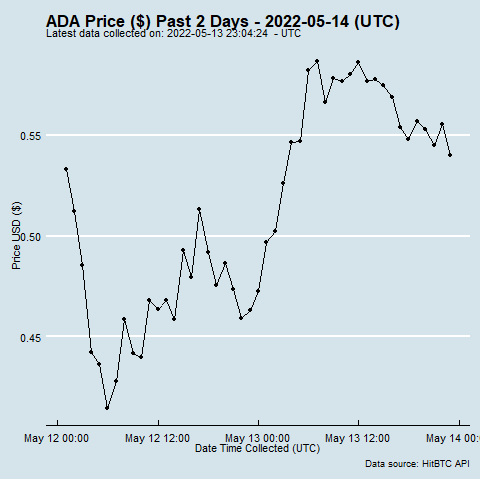 ADA Price ($) Past 2 Days - 2022-05-14 (UTC)
Latest data collected on: 2022-05-13 23:04:24 - UTC
Price USD ($)
0.55
0.50
0.45
May 12 00:00 May 12 12:00 May 13 00:00 May 13 12:00 May 14 00:
Date Time Collected (UTC)
Data source: HitBTC API